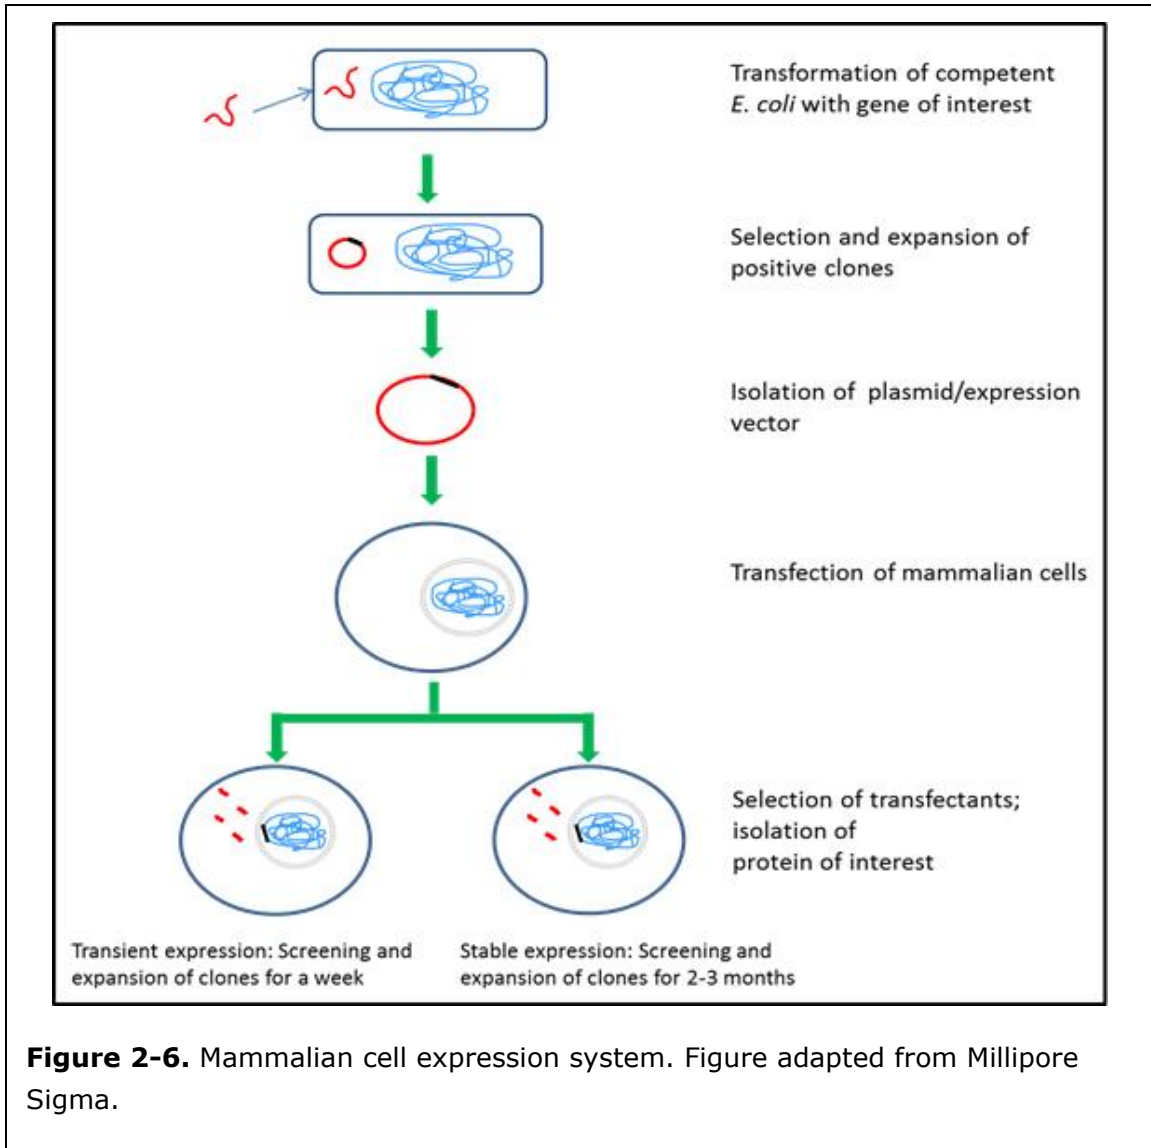 Transformation of competent
E. coli with gene of interest
Selection and expansion of
positive clones
Isolation of plasmid/expression
vector
Transfection of mammalian cells
Selection of transfectants;
isolation of
protein of interest
Transient expression: Screening and
expansion of clones for a week
Stable expression: Screening and
expansion of clones for 2-3 months
Figure 2-6. Mammalian cell expression system. Figure adapted from Millipore
Sigma.